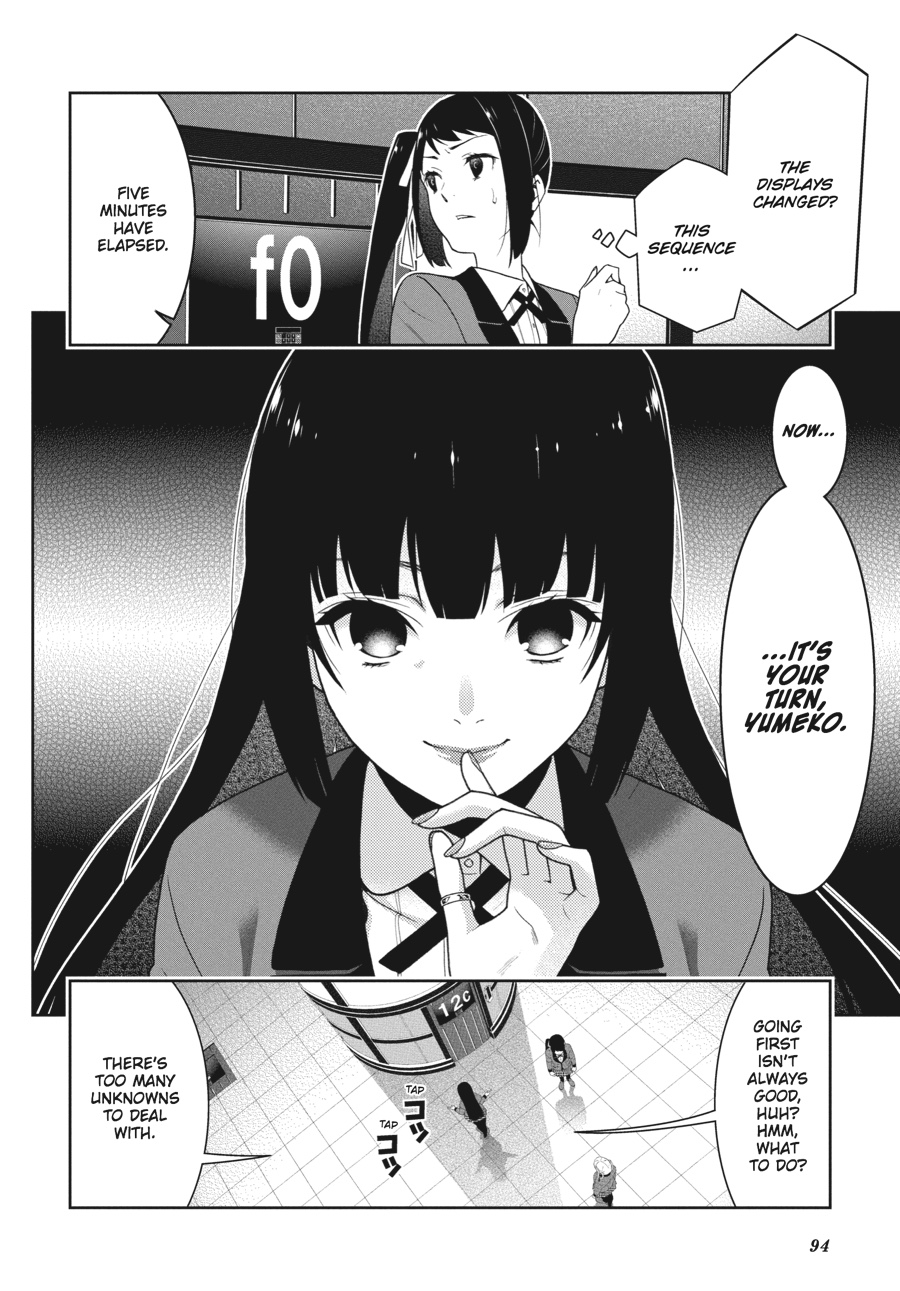 THE
DISPLAYS
CHANGED?
THIS
SEQUENCE
...
FIVE
MINUTES
HAVE
ELAPSED.
f0
NOW...
...IT'S
YOUR
TURN,
YUMEKO.
GOING
FIRST
ISN'T
ALWAYS
GOOD,
HUH?
HMM,
WHAT
TO DO?
12c
1
TAP
コッ
TAP
コッ
THERE'S
TOO MANY
UNKNOWNS
TO DEAL
WITH.
94